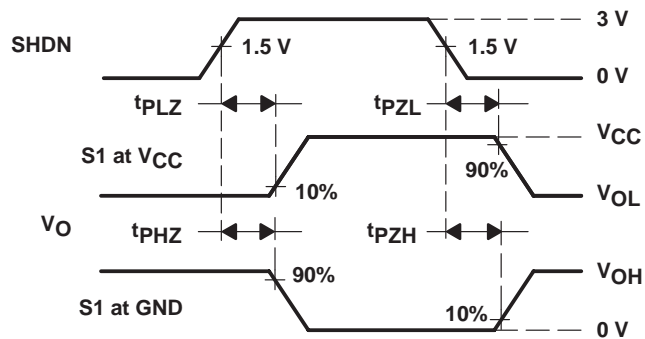 3 V
SHDN
1.5 V
1.5 V
0 V
tPLZ
tPZL
VCC
S1 at VCC
90%
10%
VOL
VO
tPHZ
tPZH
VOH
90%
S1 at GND
10%
0 V